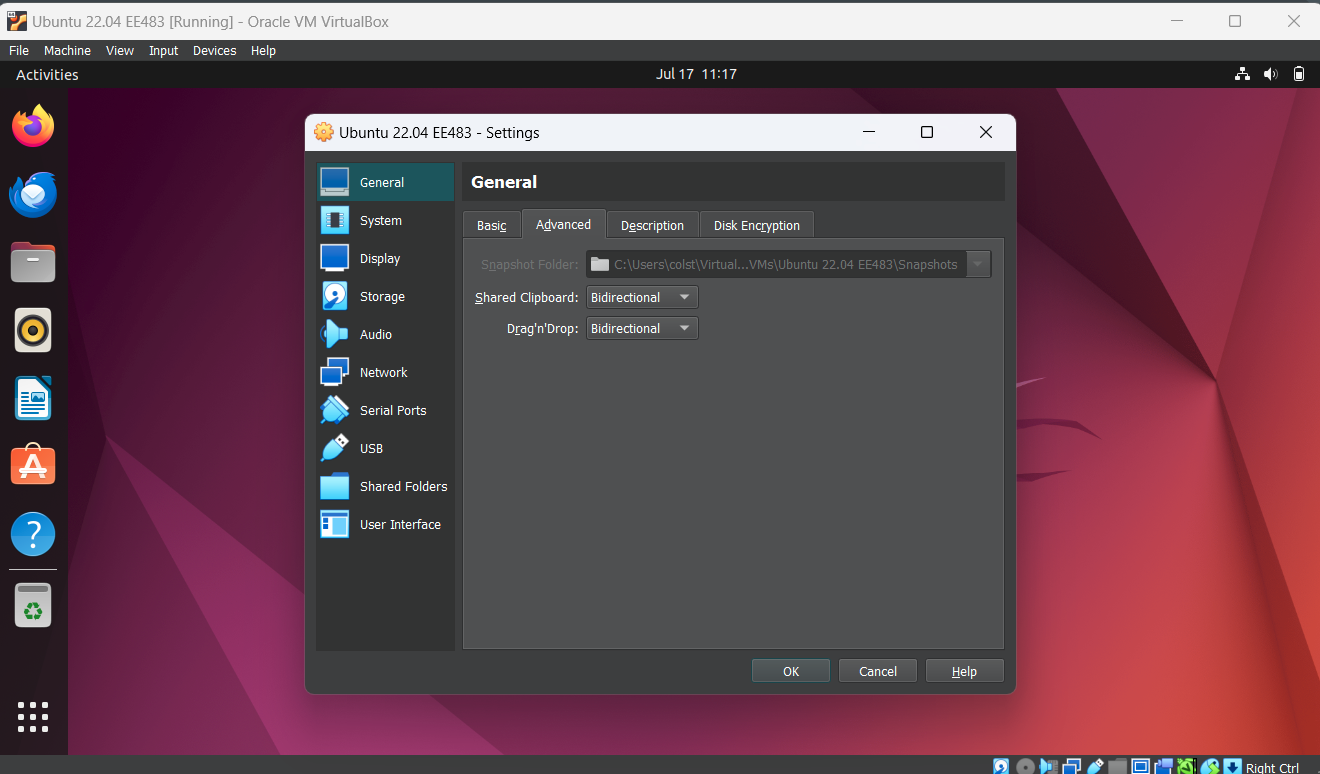 Ubuntu 22.04 EE483 [Running] - Oracle VM VirtualBox
File Machine View Input Devices Help
Activities
Jul 17 11:17
Ubuntu 22.04 EE483 - Settings
General
System
Display
Storage
Audio
Network
Serial Ports
USB
Shared Folders
User Interface
General
Basic Advanced Description Disk Encryption
Snapshot Folder: C:\Users\colst\Virtual...VMs\Ubuntu 22.04 EE483\Snapshots
Shared Clipboard: Bidirectional
Drag'n'Drop: Bidirectional
OK Cancel Help
Right Ctrl